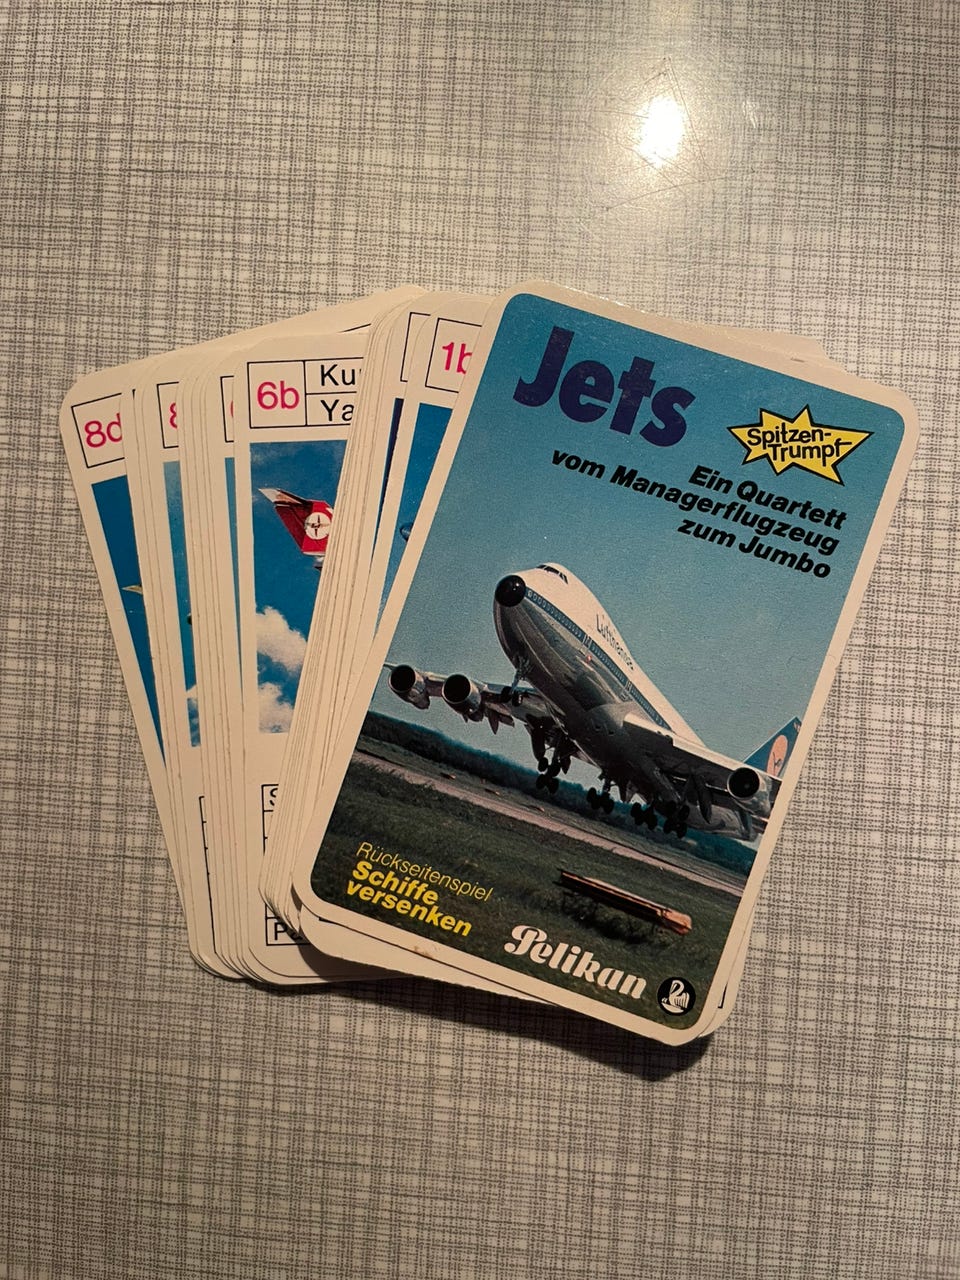 8d
6b
1b
Jets
Spitzen-
Trumpf
Ein Quartett
vom Managerflugzeug
zum Jumbo
Lufthansa
Rückseitenspiel
Schiffe
versenken
Pelikan